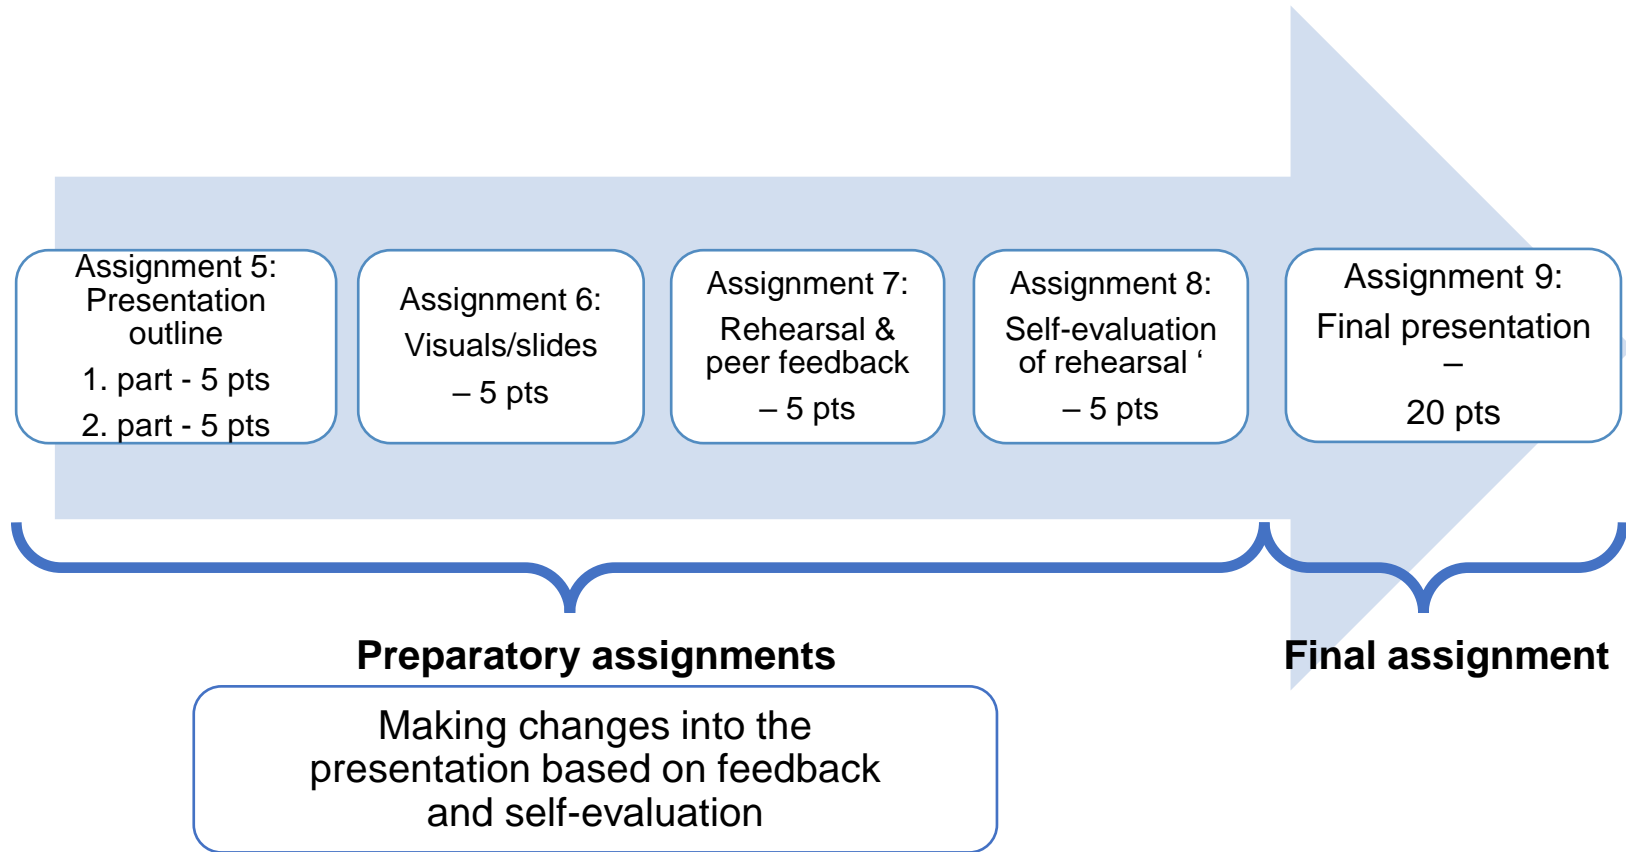 Assignment 5:
Presentation
outline
1. part - 5 pts
2. part - 5 pts
Assignment 6:
Visuals/slides
– 5 pts
Assignment 7:
Rehearsal &
peer feedback
– 5 pts
Assignment 8:
Self-evaluation
of rehearsal ‘
– 5 pts
Assignment 9:
Final presentation
–
20 pts
Preparatory assignments
Final assignment
Making changes into the
presentation based on feedback
and self-evaluation